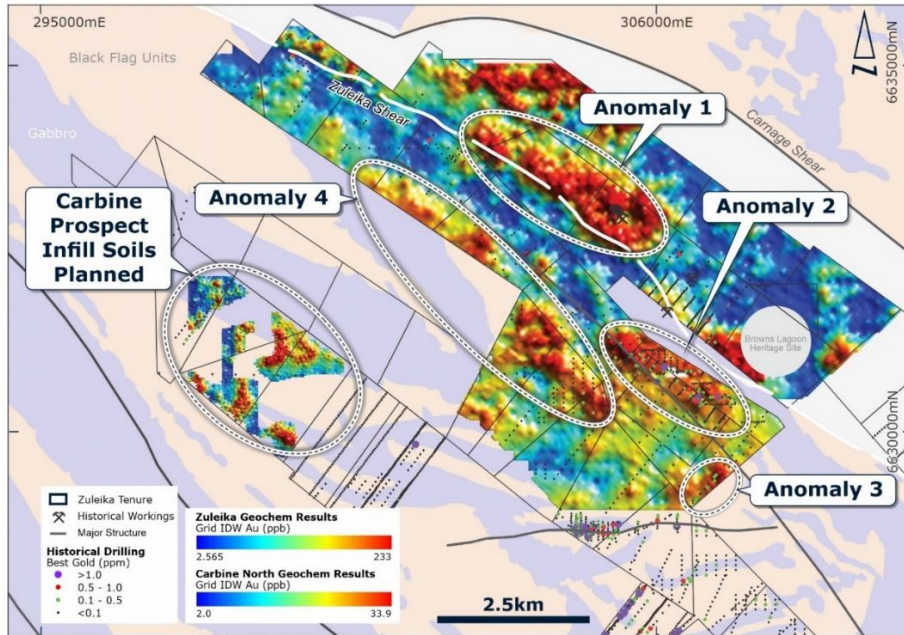 295000mE
306000mE
6635000mN
Black Flag Units
Zuleika Shear
Anomaly 1
Carnage Shear
Gabbro
Carbine
Prospect
Infill Soils
Planned
Anomaly 4
Anomaly 2
Browns Lagoon
Heritage Site
6630000mN
Anomaly 3
Zuleika Tenure
Historical Workings
Major Structure
Historical Drilling
Best Gold (ppm)
>1.0
0.5 - 1.0
0.1 - 0.5
<0.1
Zuleika Geochem Results
Grid IDW Au (ppb)
2.565 233
Carbine North Geochem Results
Grid IDW Au (ppb)
2.0 33.9
2.5km
N